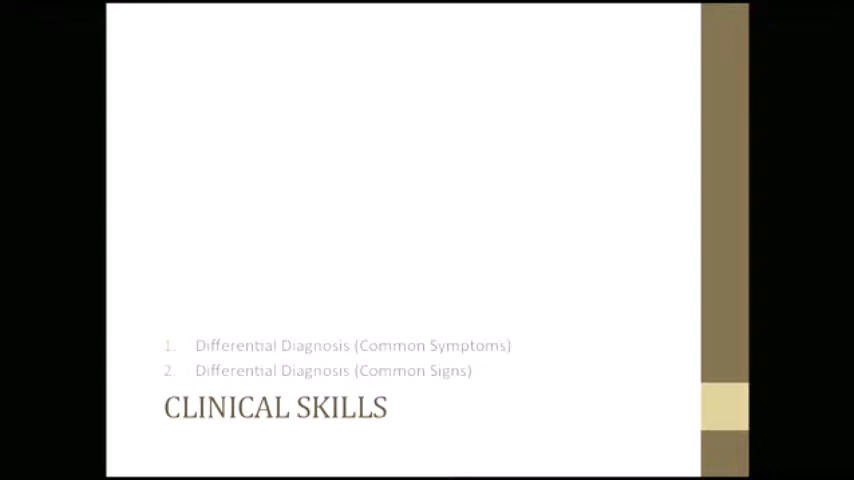 1. Differential Diagnosis (Common Symptoms)
2. Differential Diagnosis (Common Signs)
CLINICAL SKILLS